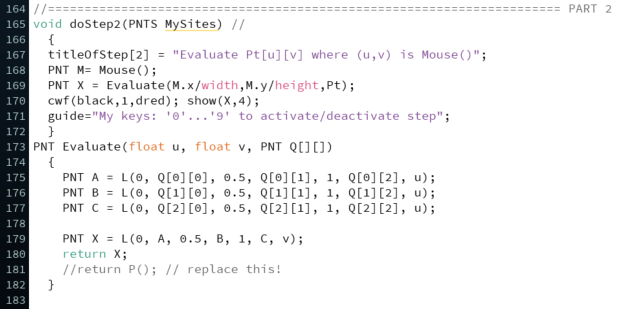 164 //====================================================================== PART 2
165 void doStep2(PNTS MySites) //
166   {
167   titleOfStep[2] = "Evaluate Pt[u][v] where (u,v) is Mouse()";
168   PNT M= Mouse();
169   PNT X = Evaluate(M.x/width,M.y/height,Pt);
170   cwf(black,1,dred); show(X,4);
171   guide="My keys: '0'...'9' to activate/deactivate step";
172   }
173 PNT Evaluate(float u, float v, PNT Q[][])
174   {
175     PNT A = L(0, Q[0][0], 0.5, Q[0][1], 1, Q[0][2], u);
176     PNT B = L(0, Q[1][0], 0.5, Q[1][1], 1, Q[1][2], u);
177     PNT C = L(0, Q[2][0], 0.5, Q[2][1], 1, Q[2][2], u);
178
179     PNT X = L(0, A, 0.5, B, 1, C, v);
180     return X;
181     //return P(); // replace this!
182   }
183